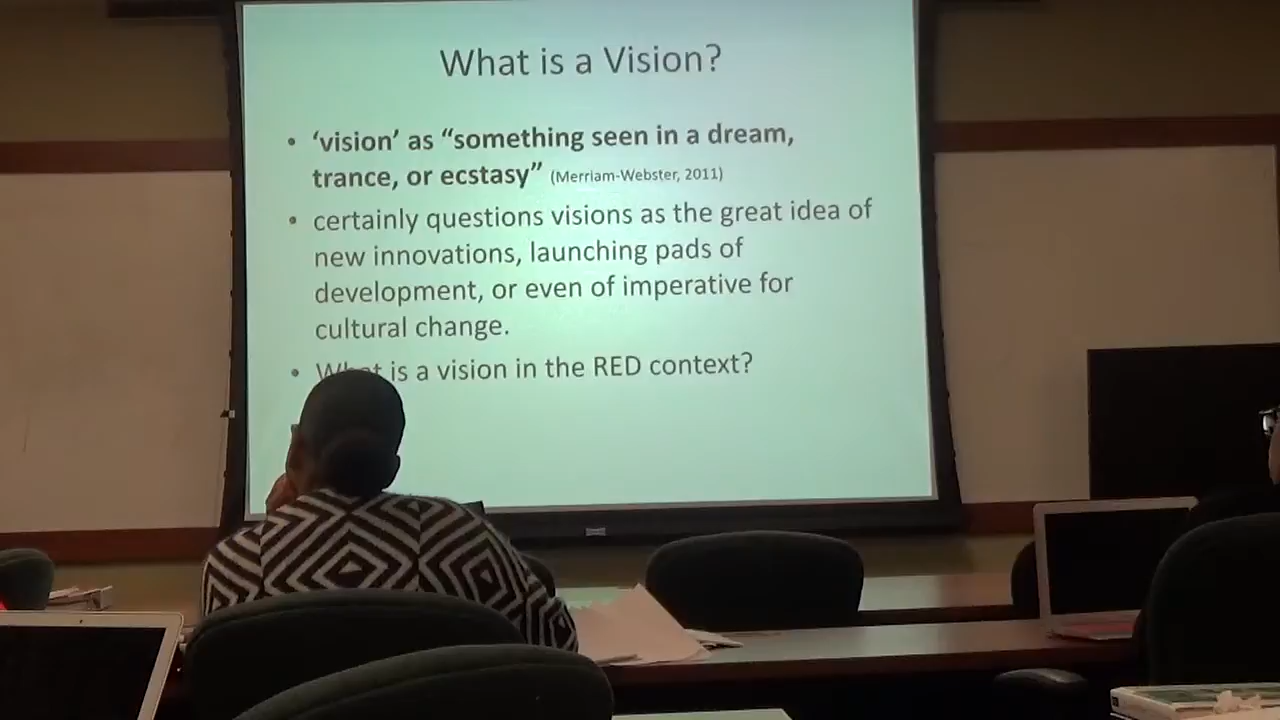 What is a Vision?
• ‘vision’ as “something seen in a dream,
trance, or ecstasy” (Merriam-Webster, 2011)
• certainly questions visions as the great idea of
new innovations, launching pads of
development, or even of imperative for
cultural change.
• What is a vision in the RED context?